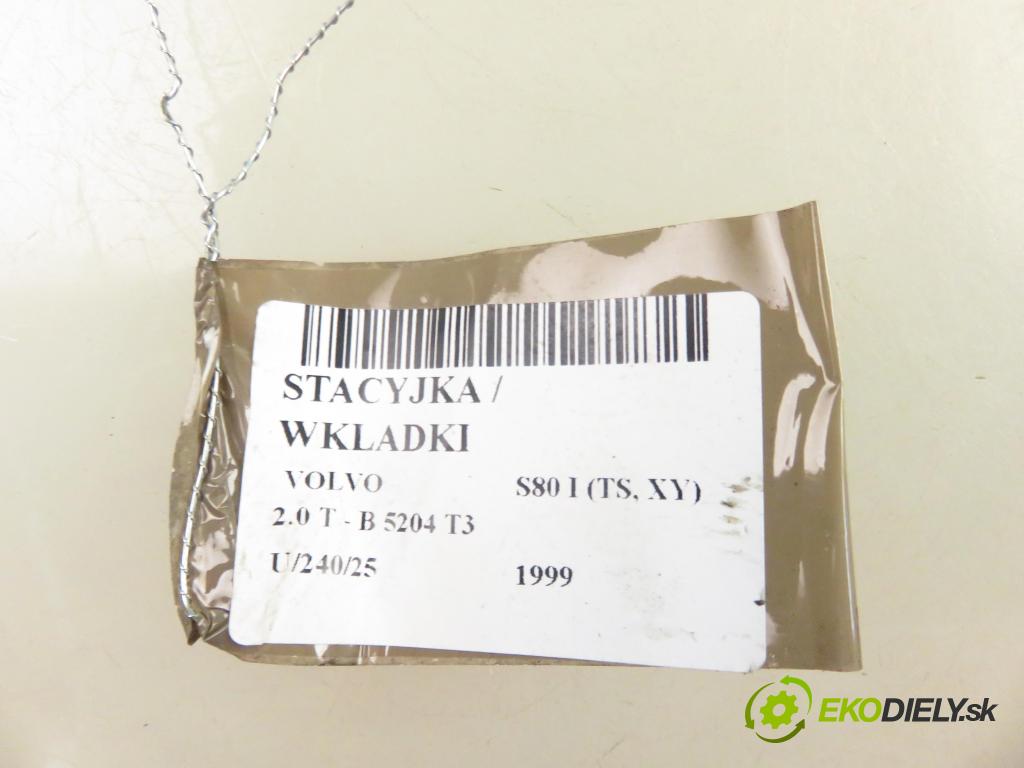 STACYJKA /
WKLADKI
VOLVO S80 I (TS, XY)
2.0 T - B 5204 T3
U/240/25 1999
EKODIELY.sk